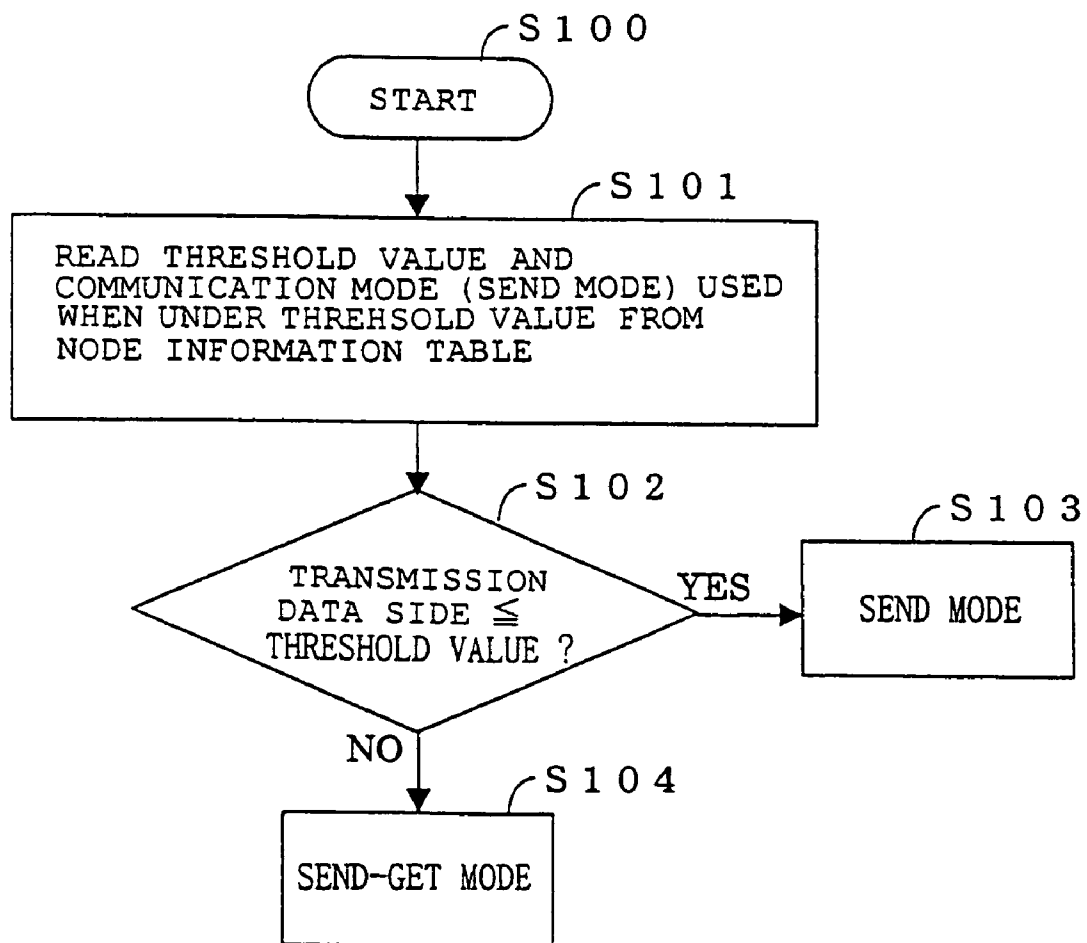 S100
START
S101
READ THRESHOLD VALUE AND
COMMUNICATION MODE (SEND MODE) USED
WHEN UNDER THREHSOLD VALUE FROM
NODE INFORMATION TABLE
S102
TRANSMISSION
DATA SIDE ≦
THRESHOLD VALUE ?
YES
S103
SEND MODE
NO
S104
SEND-GET MODE